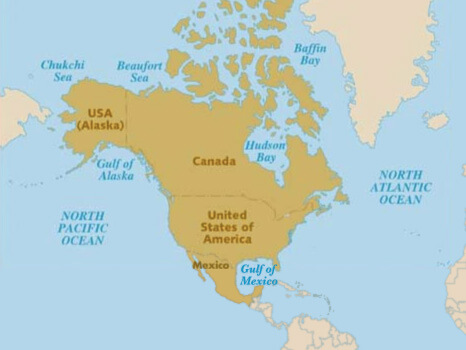 Baffin
Bay
Chukchi
Sea
Beaufort
Sea
USA
(Alaska)
Hudson
Bay
Gulf of
Alaska
Canada
NORTH
ATLANTIC
OCEAN
NORTH
PACIFIC
OCEAN
United
States of
America
Mexico
Gulf of
Mexico